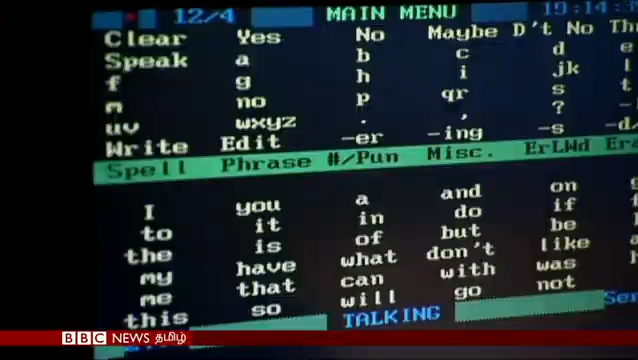 12/4 MAIN MENU 19:14:3
Clear Yes No Maybe D't No Th
Speak a b c d e
f g h i jk l
m no p qr s t
uv wxyz . , ? -
Write Edit -er -ing -s -d
Spell Phrase #/Pun Misc. ErLWd Er
I you a and on
to it in do if
the is of but be
my have what don't like
me that can with was
this so will go not
TALKING
BBC NEWS தமிழ்